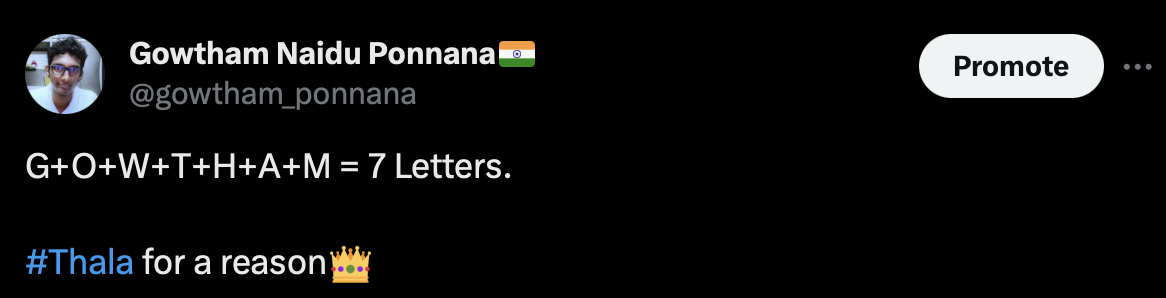 Gowtham Naidu Ponnana🇮🇳
@gowtham_ponnana
Promote
G+O+W+T+H+A+M = 7 Letters.
#Thala for a reason👑